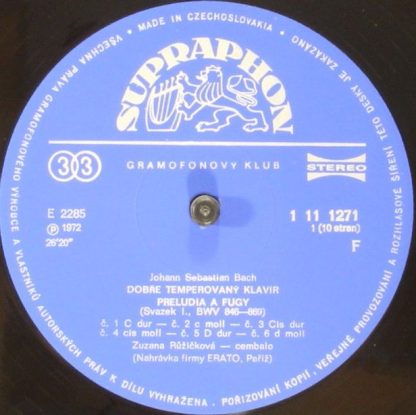 MADE IN CZECHOSLOVAKIA • VŠECHNA PRÁVA GRAMOFONOVÉHO VÝROBCE A VLASTNÍKŮ AUTORSKÝCH PRÁV K DÍLU VYHRAŽENA. POŘIZOVÁNÍ KOPIÍ, VEŘEJNÉ PROVOZOVÁNÍ A ROZHLASOVÉ ŠÍŘENÍ TÉTO DESKY JE ZAKÁZÁNO
SUPRAPHON
33
GRAMOFONOVÝ KLUB
STEREO
E 2285
℗ 1972
26'20"
1 11 1271
1 (10 stran)
F
Johann Sebastian Bach
DOBŘE TEMPEROVANÝ KLAVÍR
PRELUDIA A FUGY
(Svazek I., BWV 846—869)
č. 1 C dur — č. 2 c moll — č. 3 Cis dur
č. 4 cis moll — č. 5 D dur — č. 6 d moll
Zuzana Růžičková — cembalo
(Nahrávka firmy ERATO, Paříž)